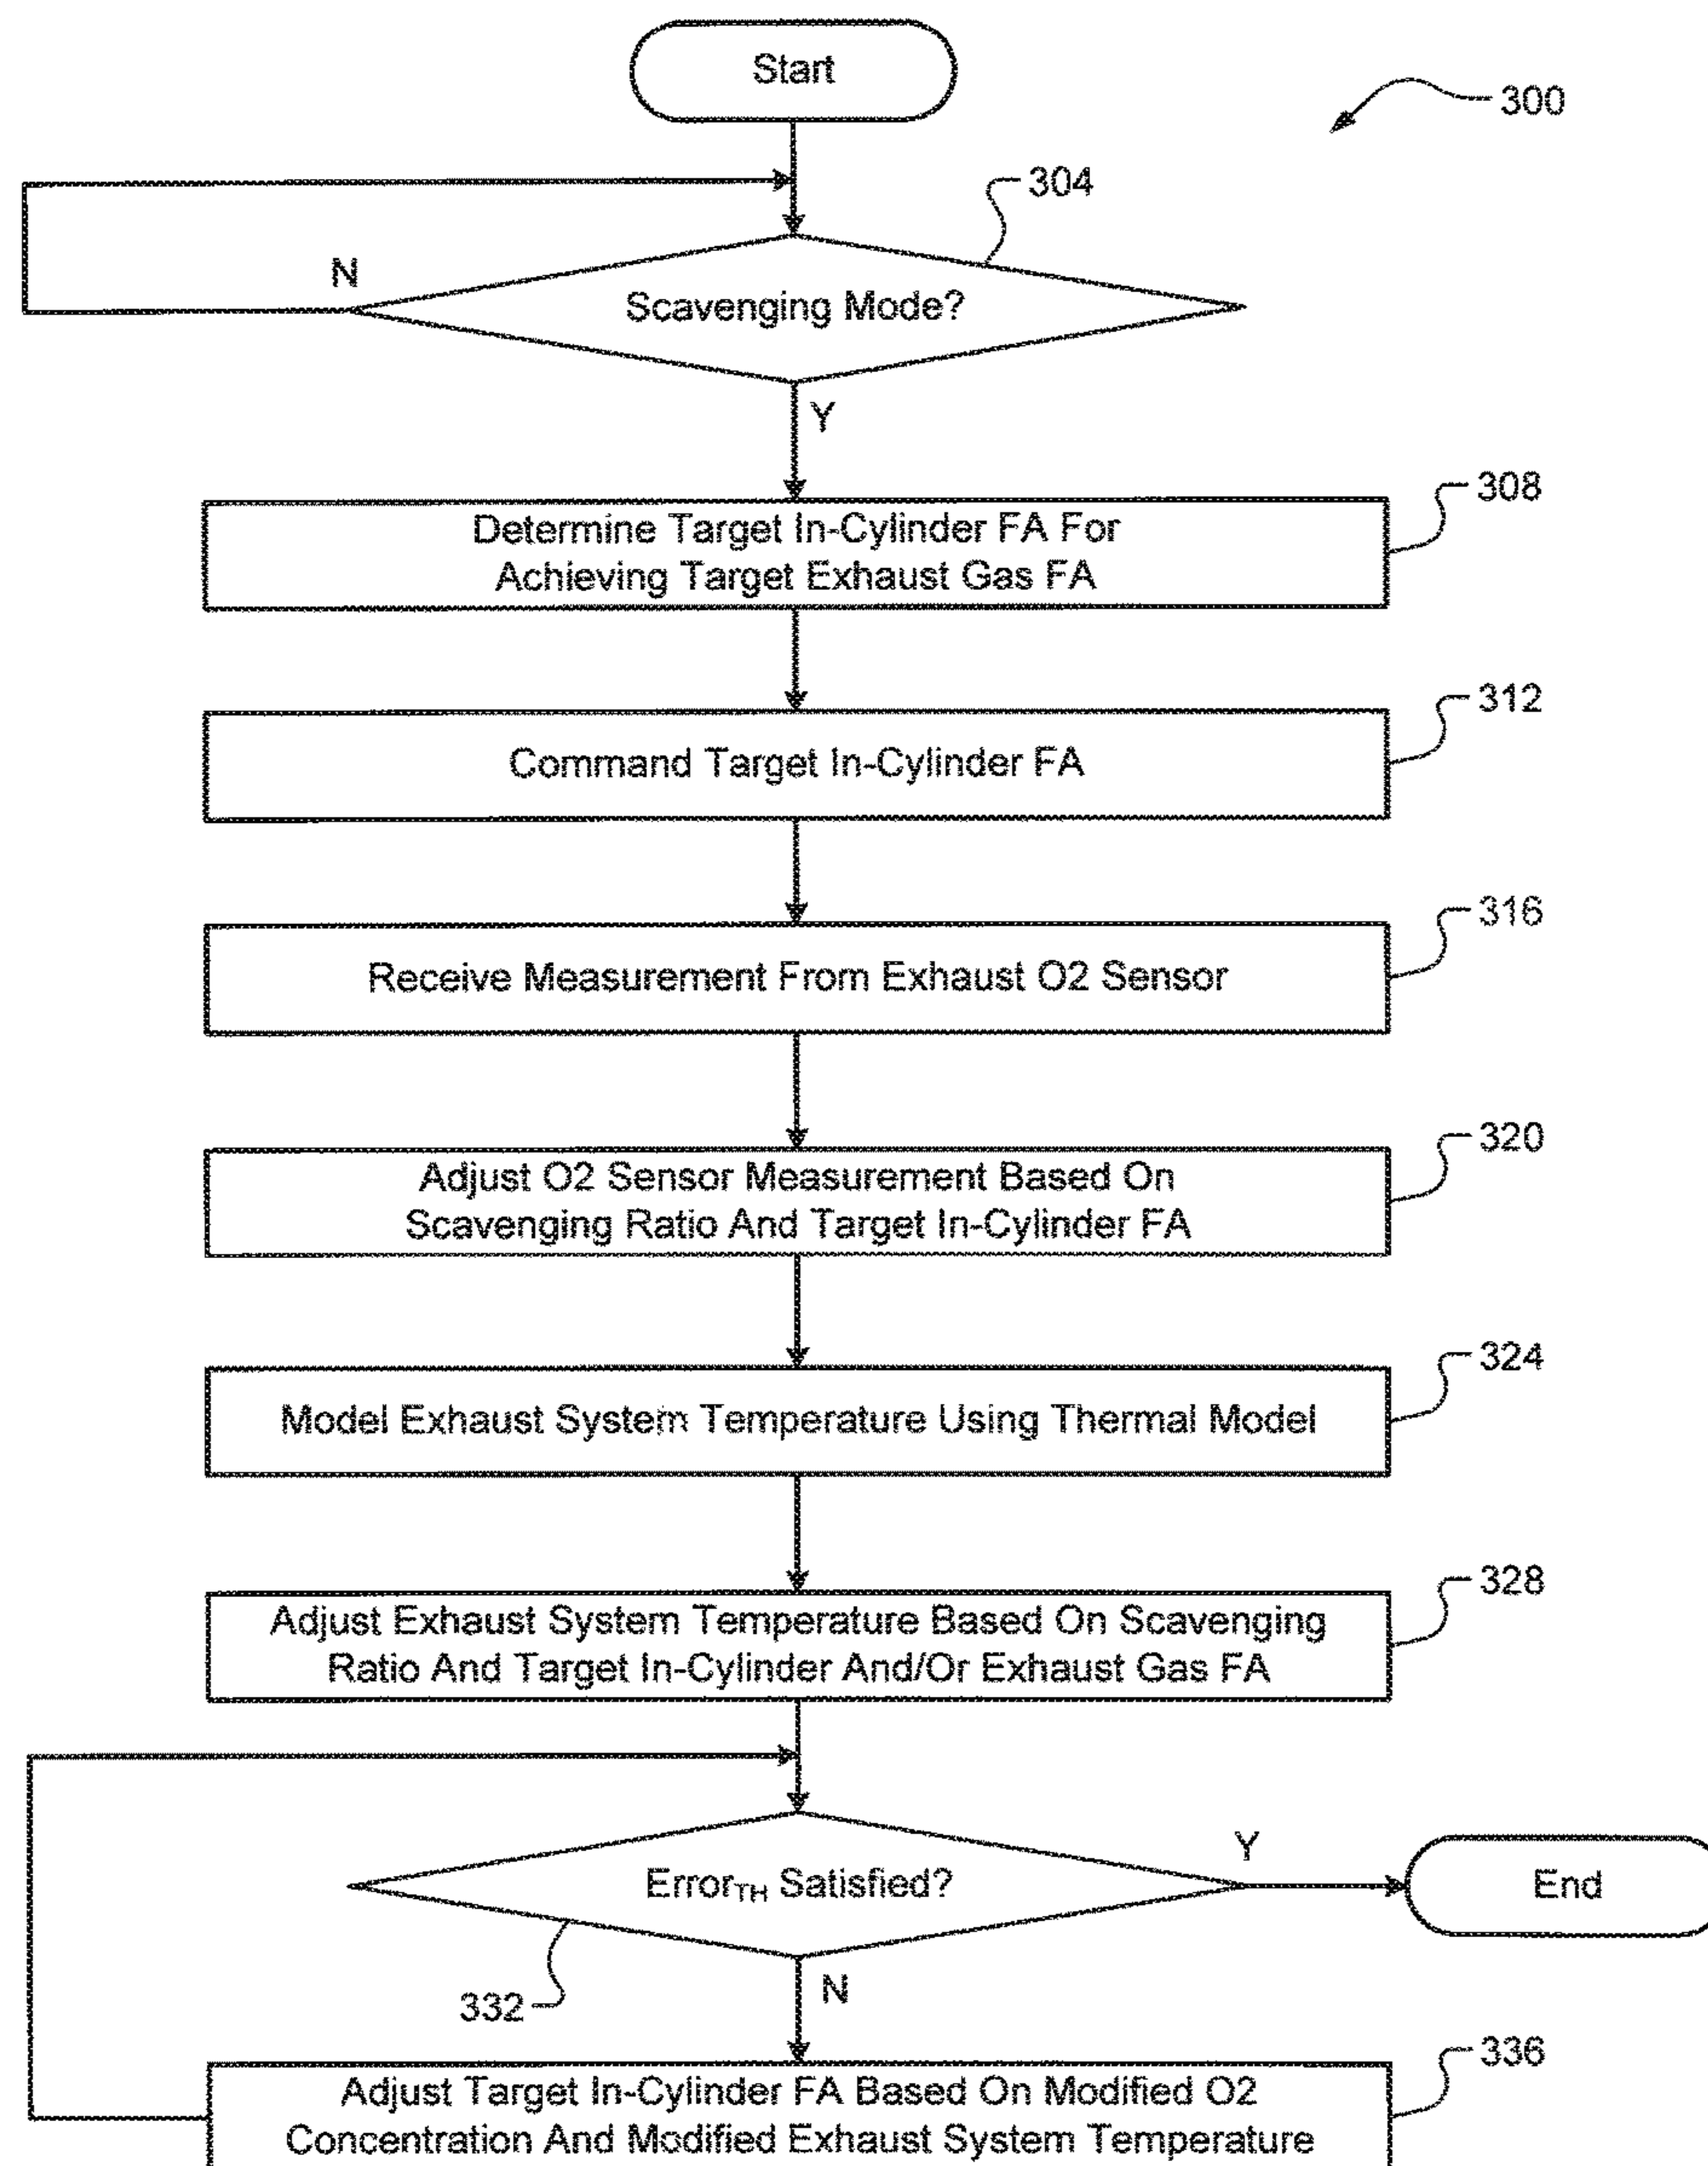 Start
300
304
N
Scavenging Mode?
Y
308
Determine Target In-Cylinder FA For
Achieving Target Exhaust Gas FA
312
Command Target In-Cylinder FA
316
Receive Measurement From Exhaust O2 Sensor
320
Adjust O2 Sensor Measurement Based On
Scavenging Ratio And Target In-Cylinder FA
324
Model Exhaust System Temperature Using Thermal Model
328
Adjust Exhaust System Temperature Based On Scavenging
Ratio And Target In-Cylinder And/Or Exhaust Gas FA
Y
ErrorTH Satisfied?
End
332
N
336
Adjust Target In-Cylinder FA Based On Modified O2
Concentration And Modified Exhaust System Temperature